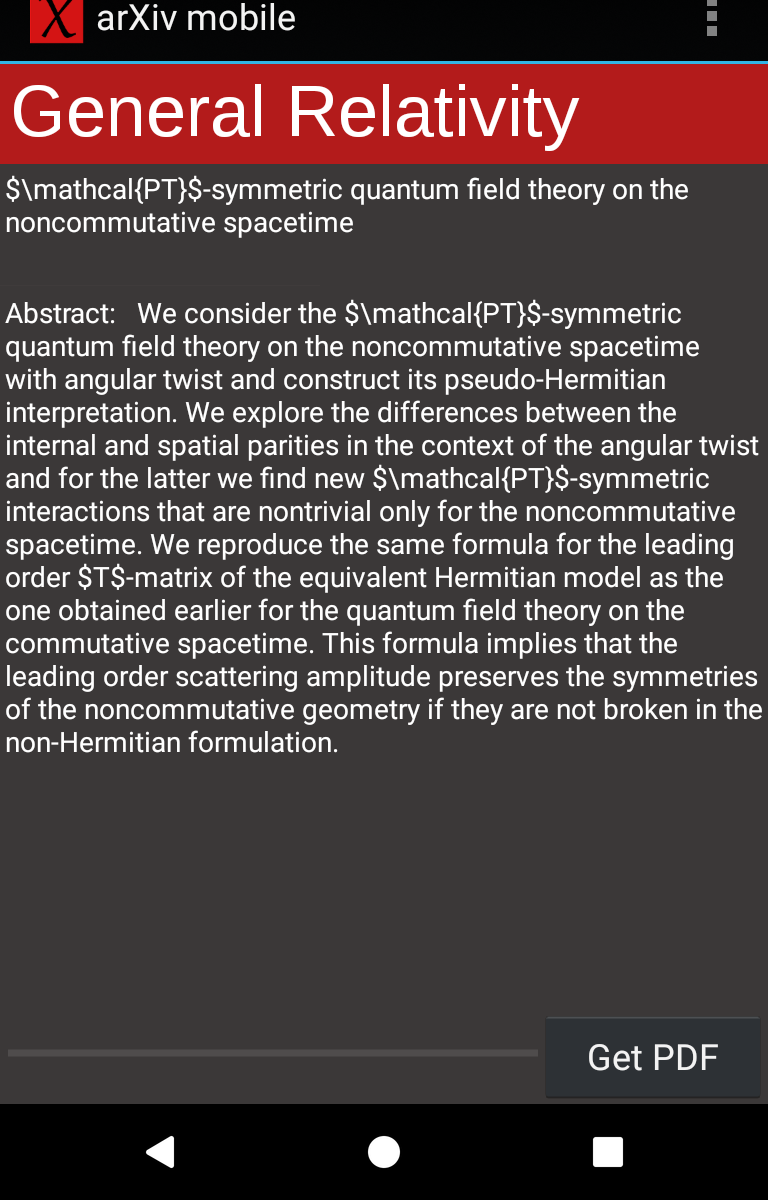 arXiv mobile
General Relativity
$\mathcal{PT}$-symmetric quantum field theory on the
noncommutative spacetime
Abstract:   We consider the $\mathcal{PT}$-symmetric
quantum field theory on the noncommutative spacetime
with angular twist and construct its pseudo-Hermitian
interpretation. We explore the differences between the
internal and spatial parities in the context of the angular twist
and for the latter we find new $\mathcal{PT}$-symmetric
interactions that are nontrivial only for the noncommutative
spacetime. We reproduce the same formula for the leading
order $T$-matrix of the equivalent Hermitian model as the
one obtained earlier for the quantum field theory on the
commutative spacetime. This formula implies that the
leading order scattering amplitude preserves the symmetries
of the noncommutative geometry if they are not broken in the
non-Hermitian formulation.
Get PDF